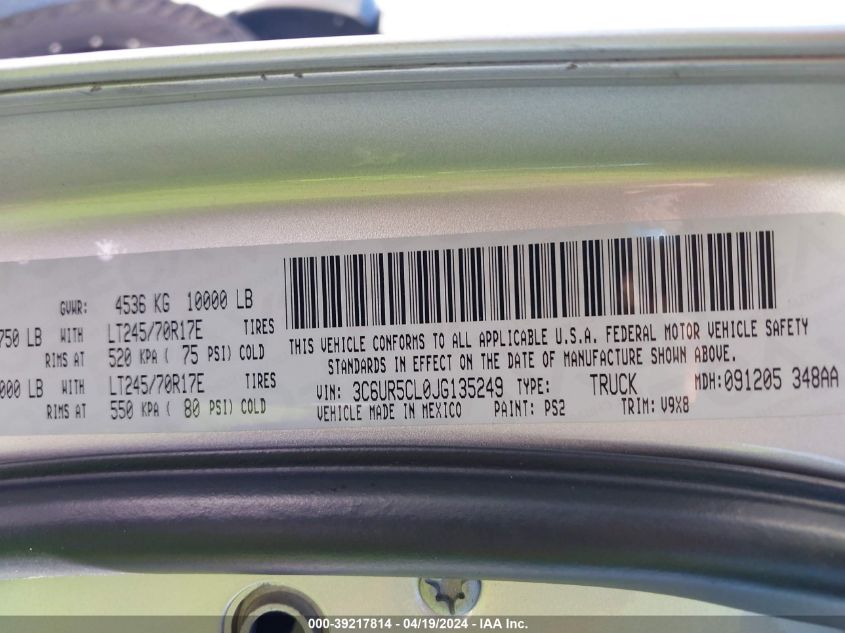 GVWR: 4536 KG 10000 LB
750 LB WITH LT245/70R17E TIRES
RIMS AT 520 KPA ( 75 PSI) COLD
000 LB WITH LT245/70R17E TIRES
RIMS AT 550 KPA ( 80 PSI) COLD
THIS VEHICLE CONFORMS TO ALL APPLICABLE U.S.A. FEDERAL MOTOR VEHICLE SAFETY
STANDARDS IN EFFECT ON THE DATE OF MANUFACTURE SHOWN ABOVE.
VIN: 3C6UR5CL0JG135249 TYPE: TRUCK MDH:091205 348AA
VEHICLE MADE IN MEXICO PAINT: PS2 TRIM: V9X8
000-39217814 - 04/19/2024 - IAA Inc.